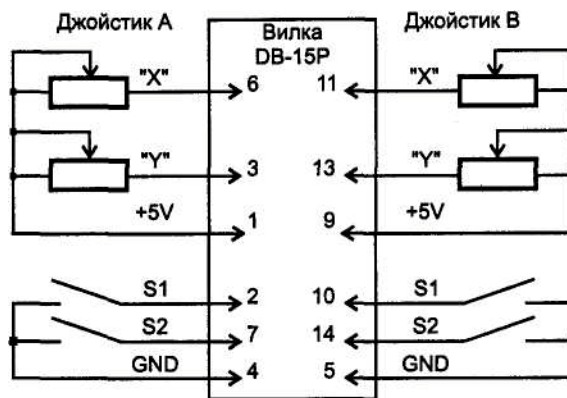 Джойстик А
Вилка
DB-15P
Джойстик В
"X" 6 11 "X"
"Y" 3 13 "Y"
+5V 1 9 +5V
S1 2 10 S1
S2 7 14 S2
GND 4 5 GND